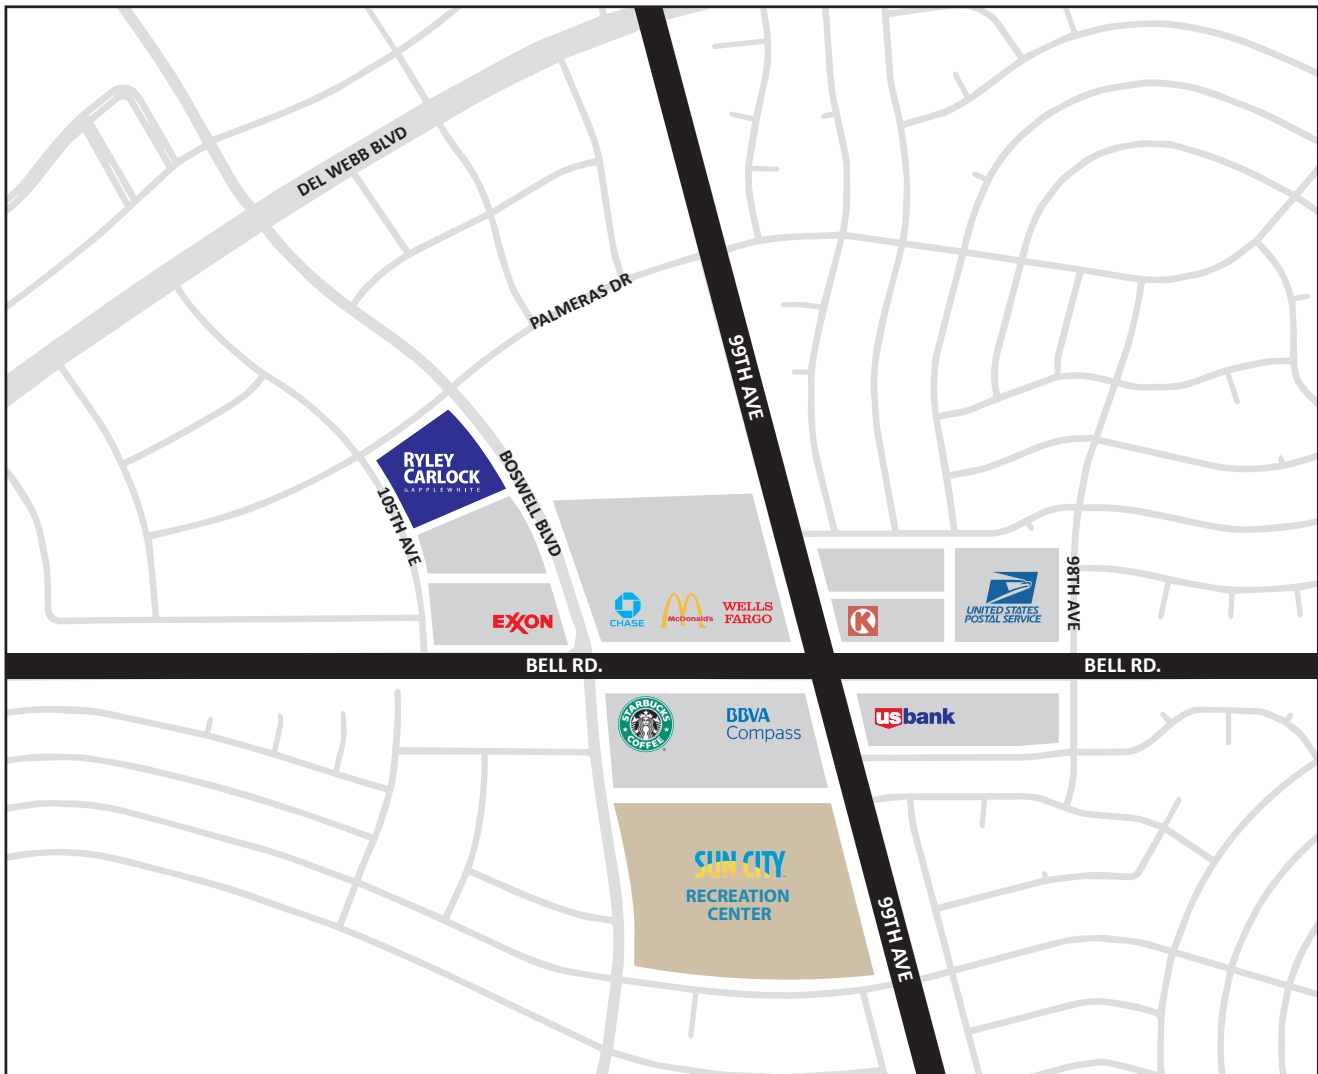 DEL WEBB BLVD
PALMERAS DR
99TH AVE
RYLEY
CARLOCK
& APPLEWHITE
BOSWELL BLVD
105TH AVE
98TH AVE
EXXON
CHASE
McDonald's
WELLS
FARGO
K
UNITED STATES
POSTAL SERVICE
BELL RD.
BELL RD.
STARBUCKS
COFFEE
BBVA
Compass
usbank
SUN CITY
RECREATION
CENTER
99TH AVE